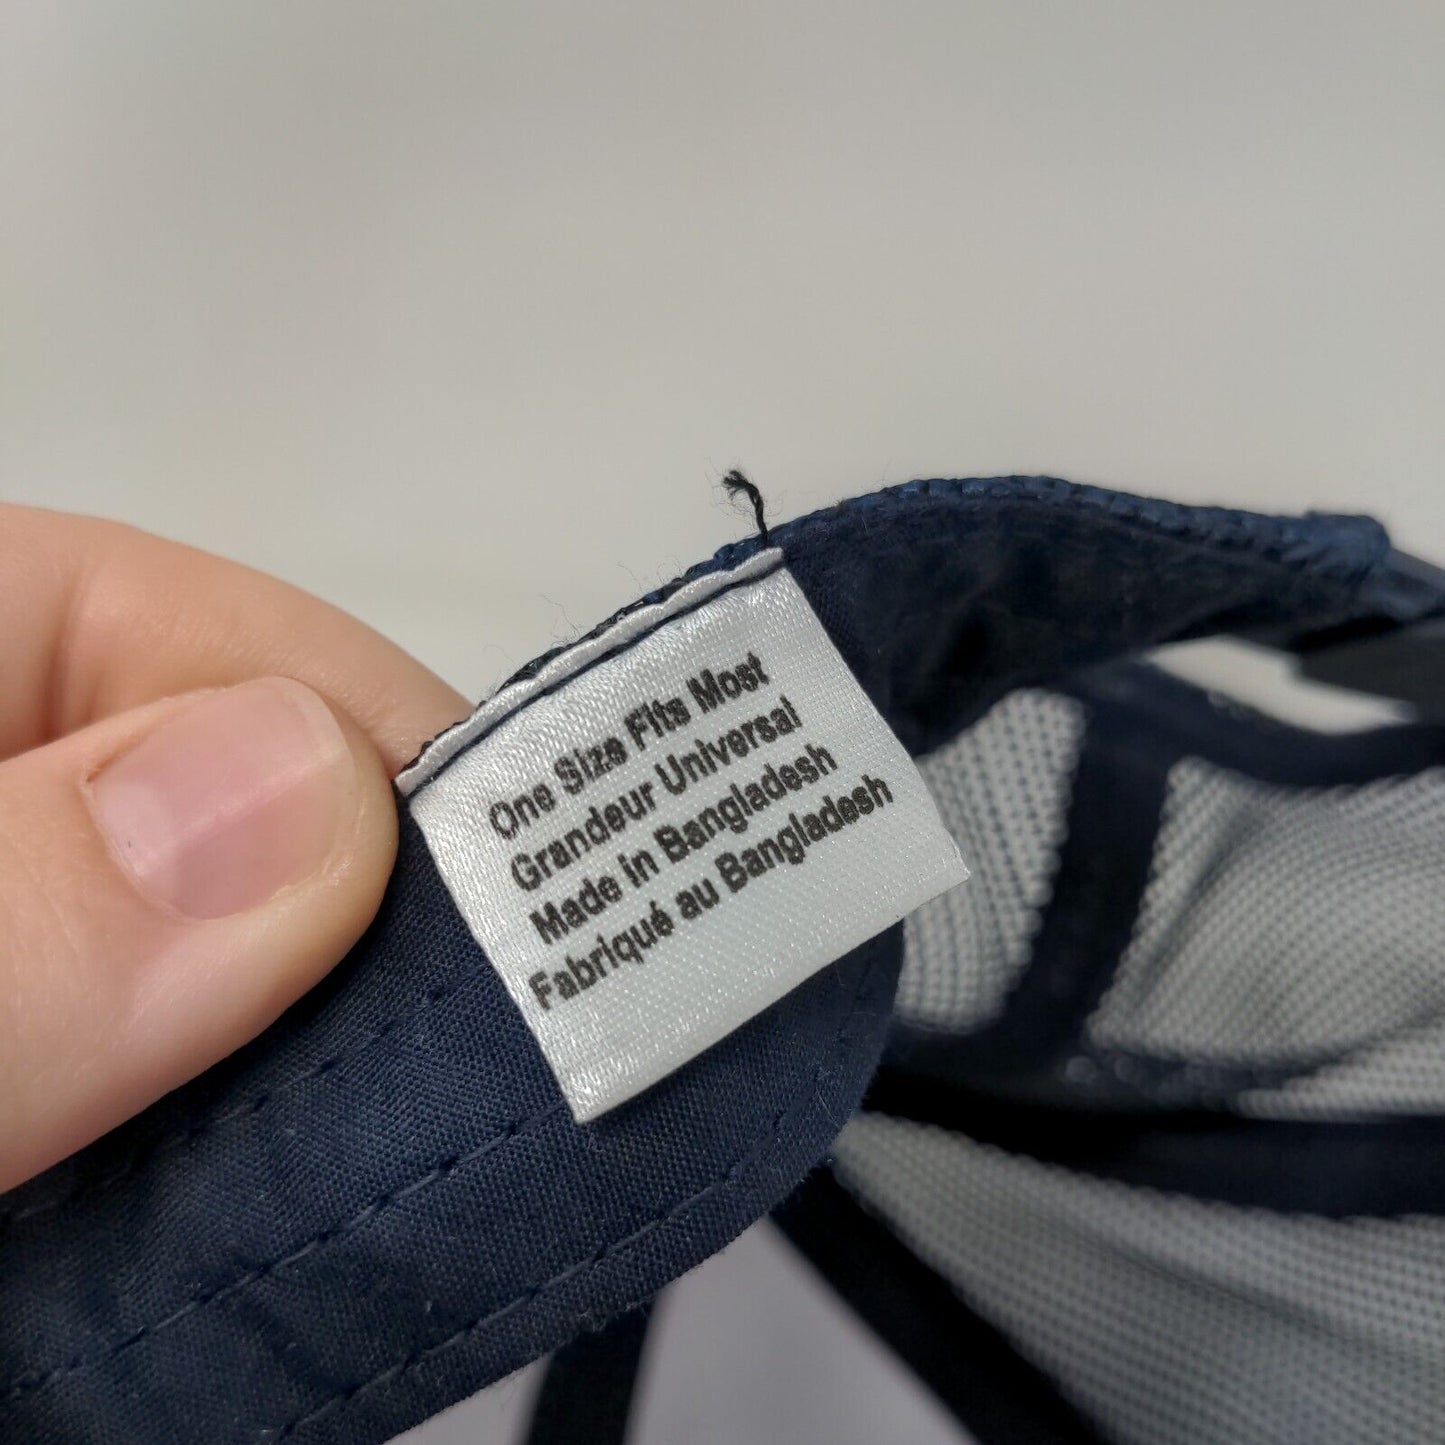 One Size Fits Most
Grandeur Universal
Made in Bangladesh
Fabriqué au Bangladesh